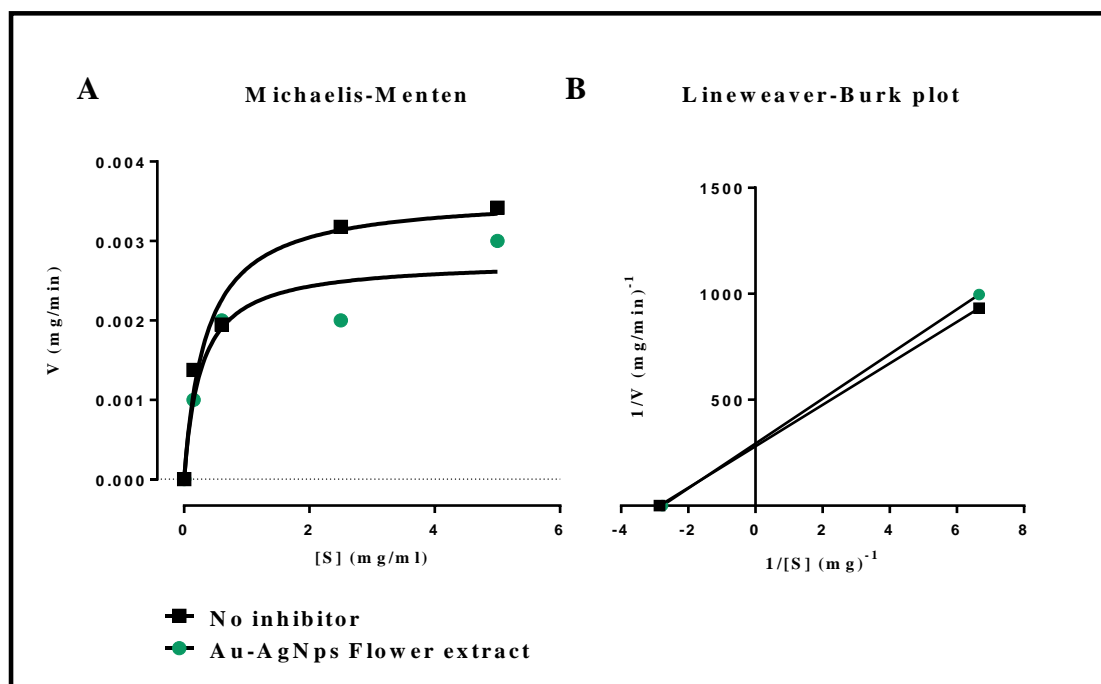 A
Michaelis-Menten
0.004
0.003
0.002
0.001
0.000
V (mg/min)
0
2
4
6
[S] (mg/ml)
B
Lineweaver-Burk plot
1500
1000
500
1/V (mg/min)⁻¹
-4
-2
0
2
4
6
8
1/[S] (mg)⁻¹
No inhibitor
Au-AgNps Flower extract